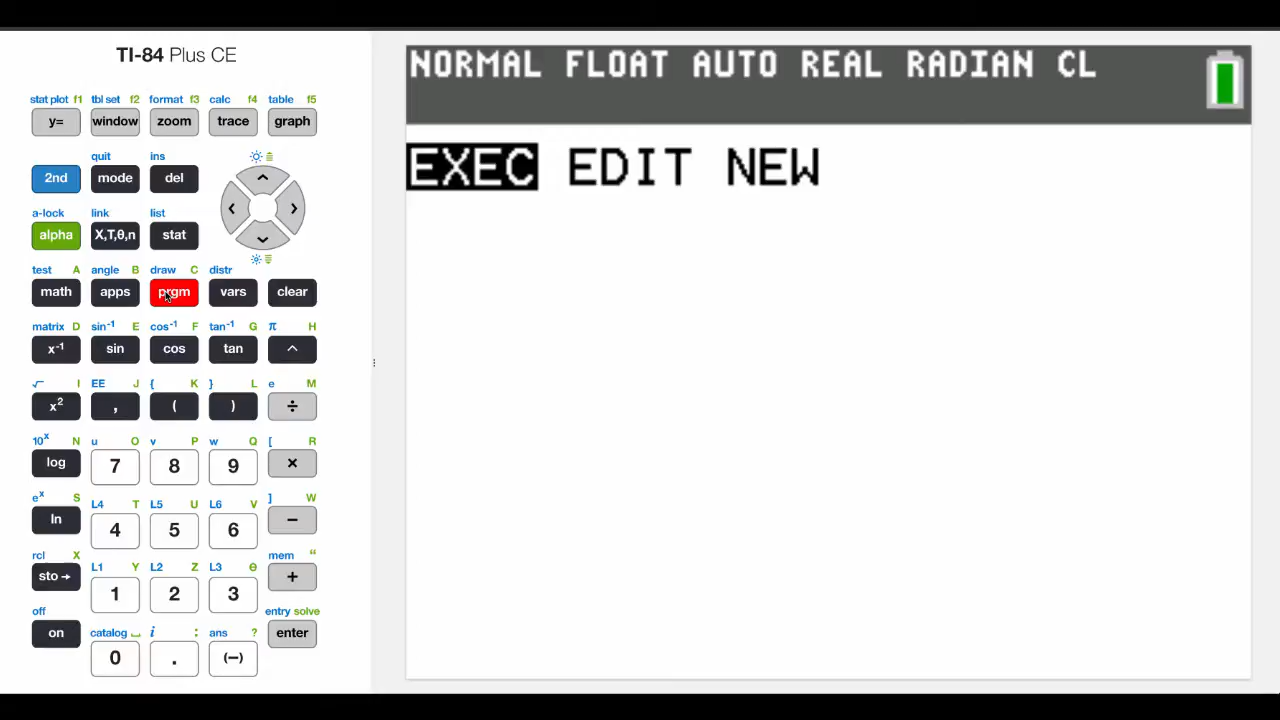 TI-84 Plus CE
NORMAL FLOAT AUTO REAL RADIAN CL
EXEC EDIT NEW
stat plot f1 tbl set f2 format f3 calc f4 table f5
y= window zoom trace graph
quit ins
2nd mode del
a-lock link list
alpha X,T,θ,n stat
test A angle B draw C distr
math apps prgm vars clear
matrix D sin-1 E cos-1 F tan-1 G π H
x-1 sin cos tan ^
√ I EE J { K } L e M
x2 , ( ) ÷
10x N u O v P w Q [ R
log 7 8 9 ×
ex S L4 T L5 U L6 V ] W
ln 4 5 6 −
rcl X L1 Y L2 Z L3 θ mem “
sto→ 1 2 3 +
off catalog ⎵ i : ans ? entry solve
on 0 . (−) enter